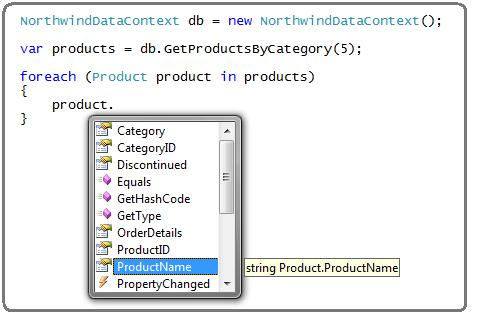 NorthwindDataContext db = new NorthwindDataContext();
var products = db.GetProductsByCategory(5);
foreach (Product product in products)
{
product.
}
Category
CategoryID
Discontinued
Equals
GetHashCode
GetType
OrderDetails
ProductID
ProductName
string Product.ProductName
PropertyChanged